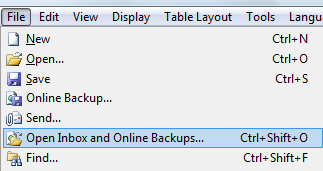 File Edit View Display Table Layout Tools Langu
New Ctrl+N
Open... Ctrl+O
Save Ctrl+S
Online Backup...
Send...
Open Inbox and Online Backups... Ctrl+Shift+O
Find... Ctrl+Shift+F